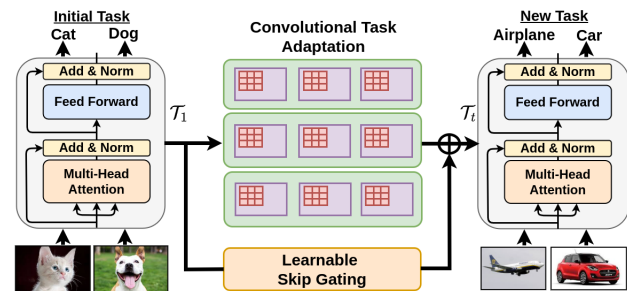 Initial Task
Cat
Dog
Add & Norm
Feed Forward
Add & Norm
Multi-Head
Attention
𝒯₁
Convolutional Task
Adaptation
Learnable
Skip Gating
𝒯ₜ
New Task
Airplane
Car
Add & Norm
Feed Forward
Add & Norm
Multi-Head
Attention